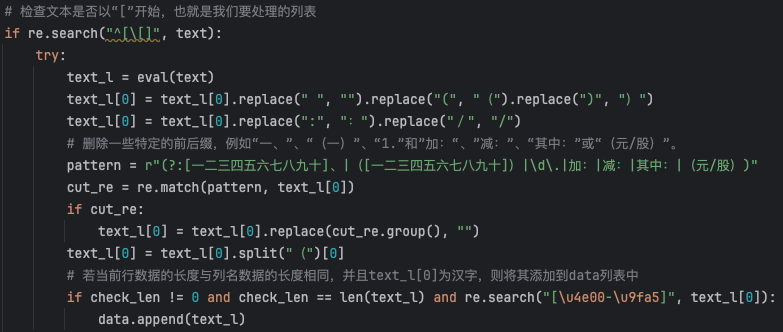 # 检查文本是否以“[”开始，也就是我们要处理的列表
if re.search("^[\[]", text):
try:
text_l = eval(text)
text_l[0] = text_l[0].replace(" ", "").replace("(", "（").replace(")", "）")
text_l[0] = text_l[0].replace(":", "：").replace("／", "/")
# 删除一些特定的前后缀，例如“一、”、“（一）”、“1.”和”加：“、”减：”、“其中：”或“（元/股）”。
pattern = r"(?:[一二三四五六七八九十]、|（[一二三四五六七八九十]）|\d\.|加：|减：|其中：|（元/股）)"
cut_re = re.match(pattern, text_l[0])
if cut_re:
text_l[0] = text_l[0].replace(cut_re.group(), "")
text_l[0] = text_l[0].split("（")[0]
# 若当前行数据的长度与列名数据的长度相同，并且text_l[0]为汉字，则将其添加到data列表中
if check_len != 0 and check_len == len(text_l) and re.search("[\u4e00-\u9fa5]", text_l[0]):
data.append(text_l)